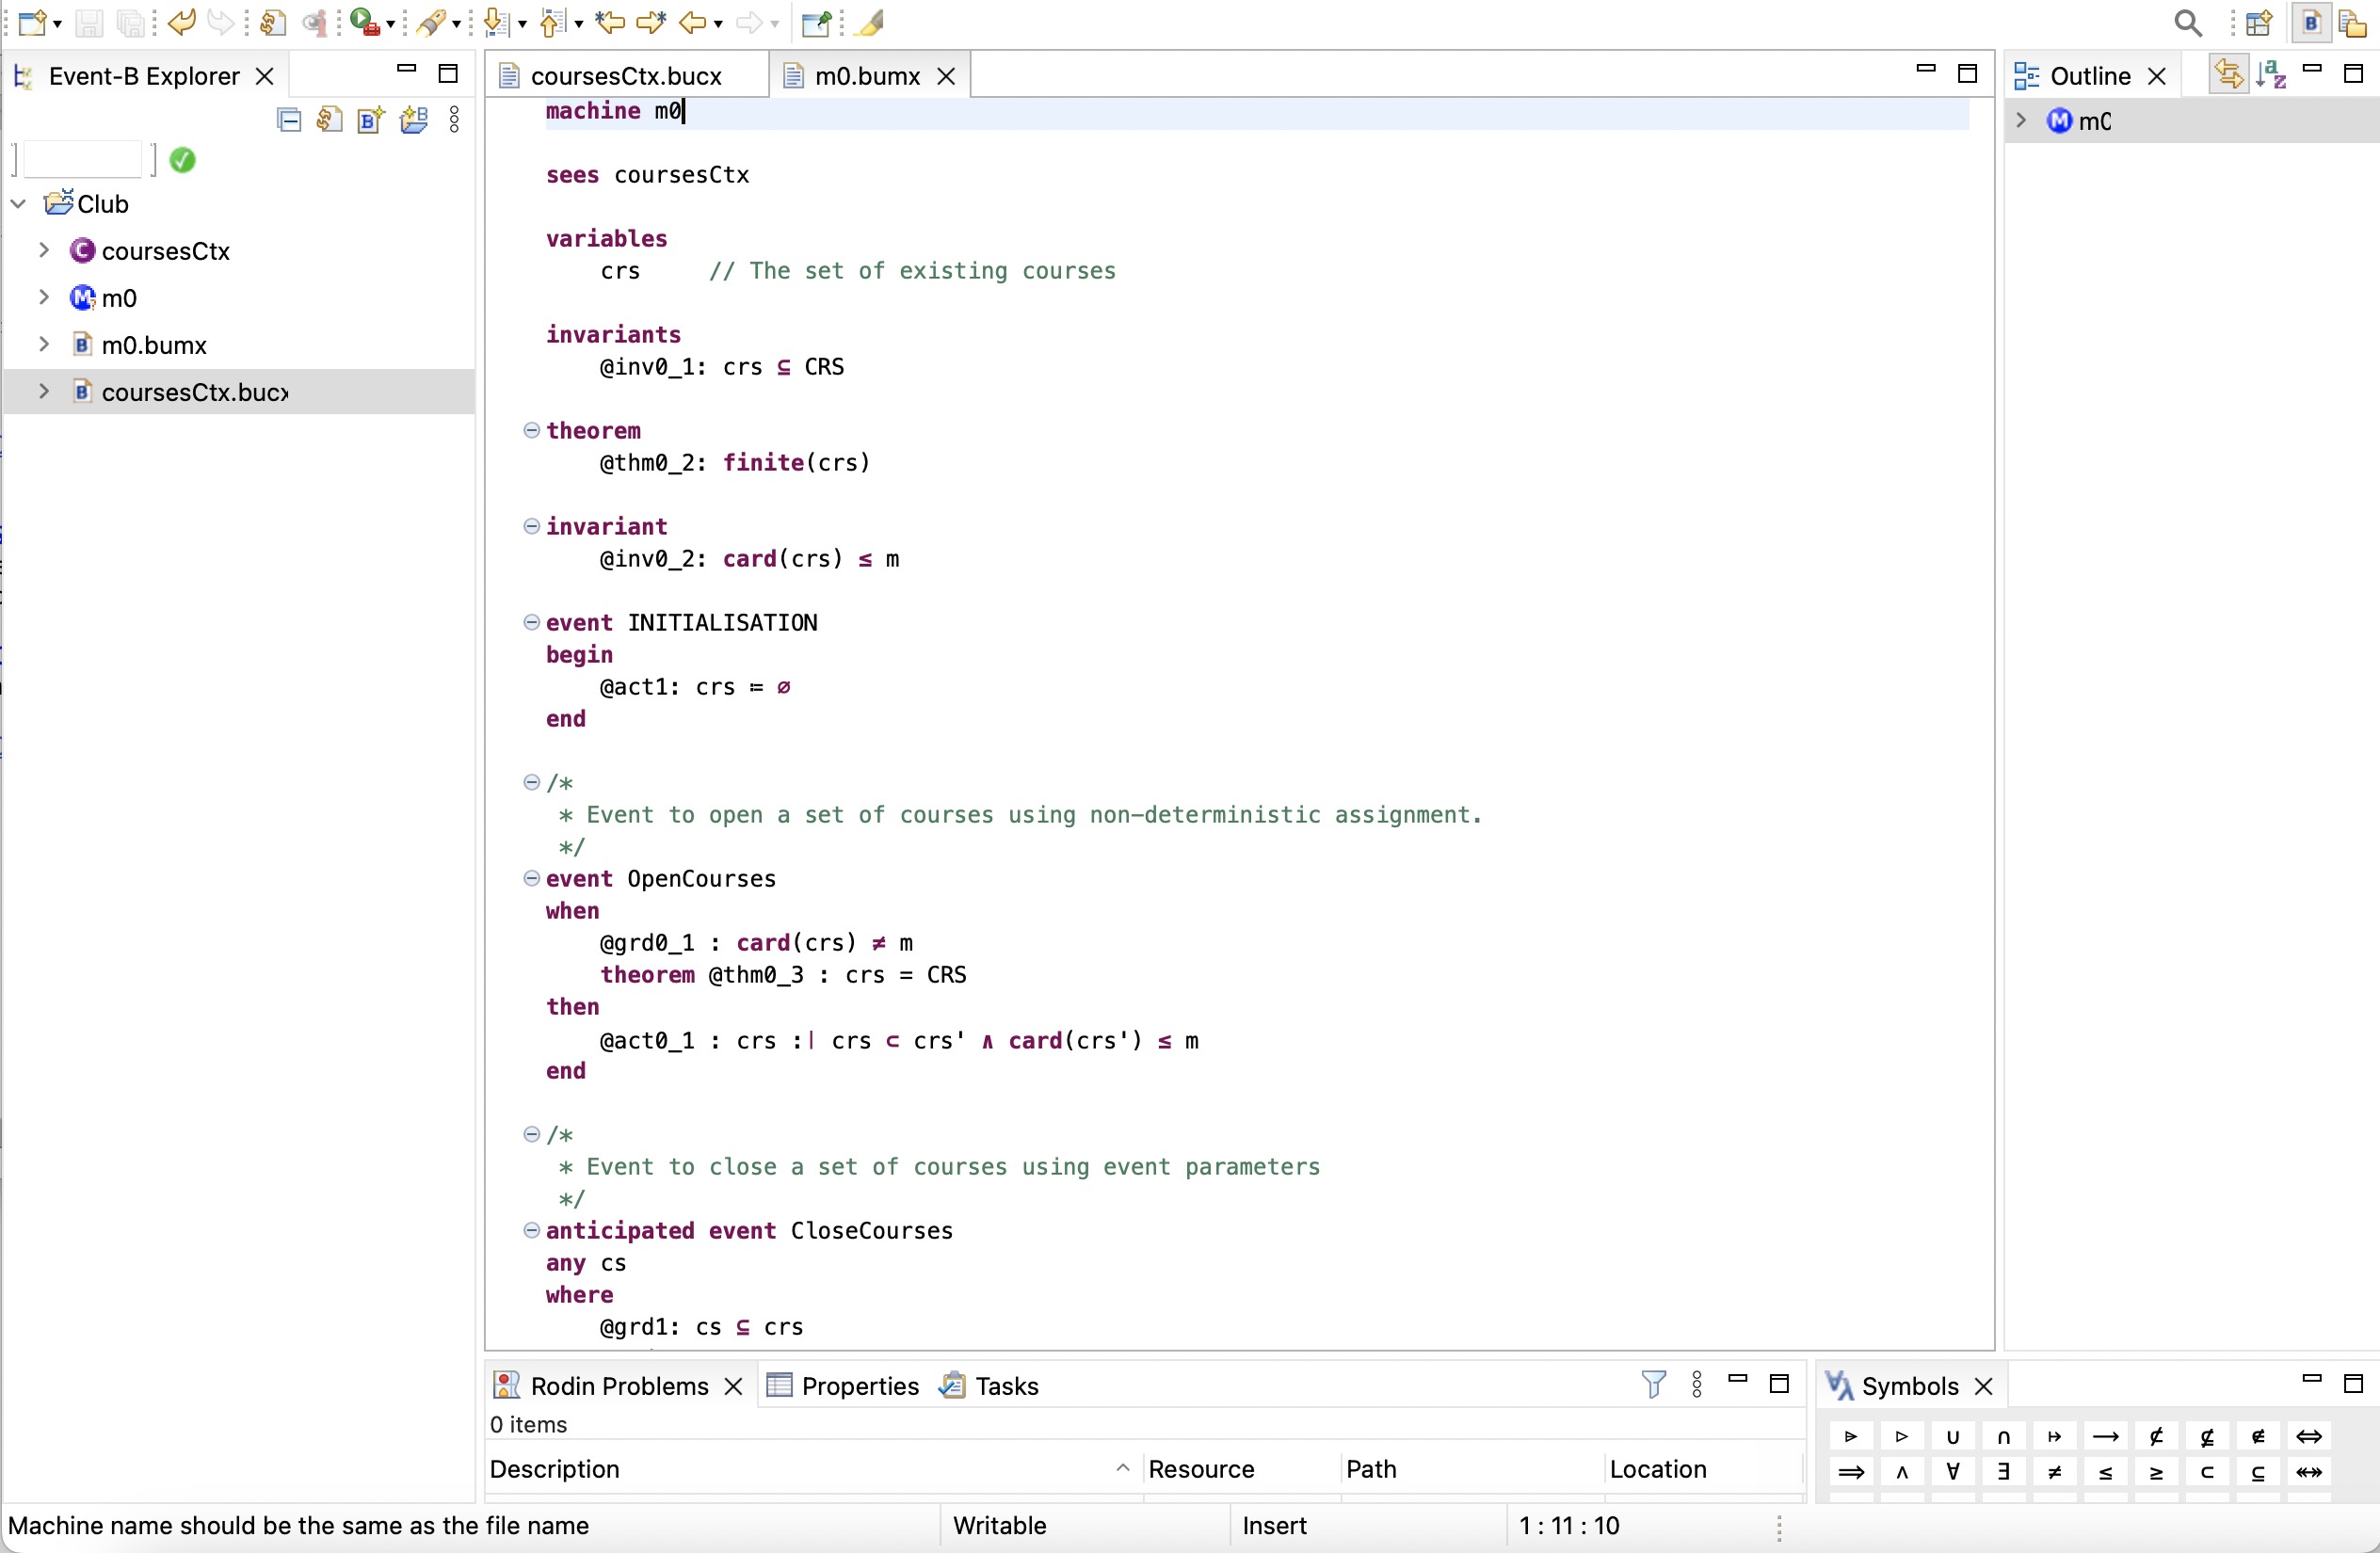 Event-B Explorer
Club
coursesCtx
m0
m0.bumx
coursesCtx.bucx
coursesCtx.bucx
m0.bumx
machine m0
sees coursesCtx
variables
crs // The set of existing courses
invariants
@inv0_1: crs ⊆ CRS
theorem
@thm0_2: finite(crs)
invariant
@inv0_2: card(crs) ≤ m
event INITIALISATION
begin
@act1: crs ≔ ∅
end
/*
* Event to open a set of courses using non-deterministic assignment.
*/
event OpenCourses
when
@grd0_1 : card(crs) ≠ m
theorem @thm0_3 : crs = CRS
then
@act0_1 : crs :∣ crs ⊂ crs' ∧ card(crs') ≤ m
end
/*
* Event to close a set of courses using event parameters
*/
anticipated event CloseCourses
any cs
where
@grd1: cs ⊆ crs
Outline
m0
Rodin Problems
Properties
Tasks
0 items
Description
Resource
Path
Location
Symbols
⩥ ▷ ∪ ∩ ↦ → ⊄ ⊈ ∉ ⇔
⇒ ∧ ∀ ∃ ≠ ≤ ≥ ⊂ ⊆ 
Machine name should be the same as the file name
Writable
Insert
1 : 11 : 10